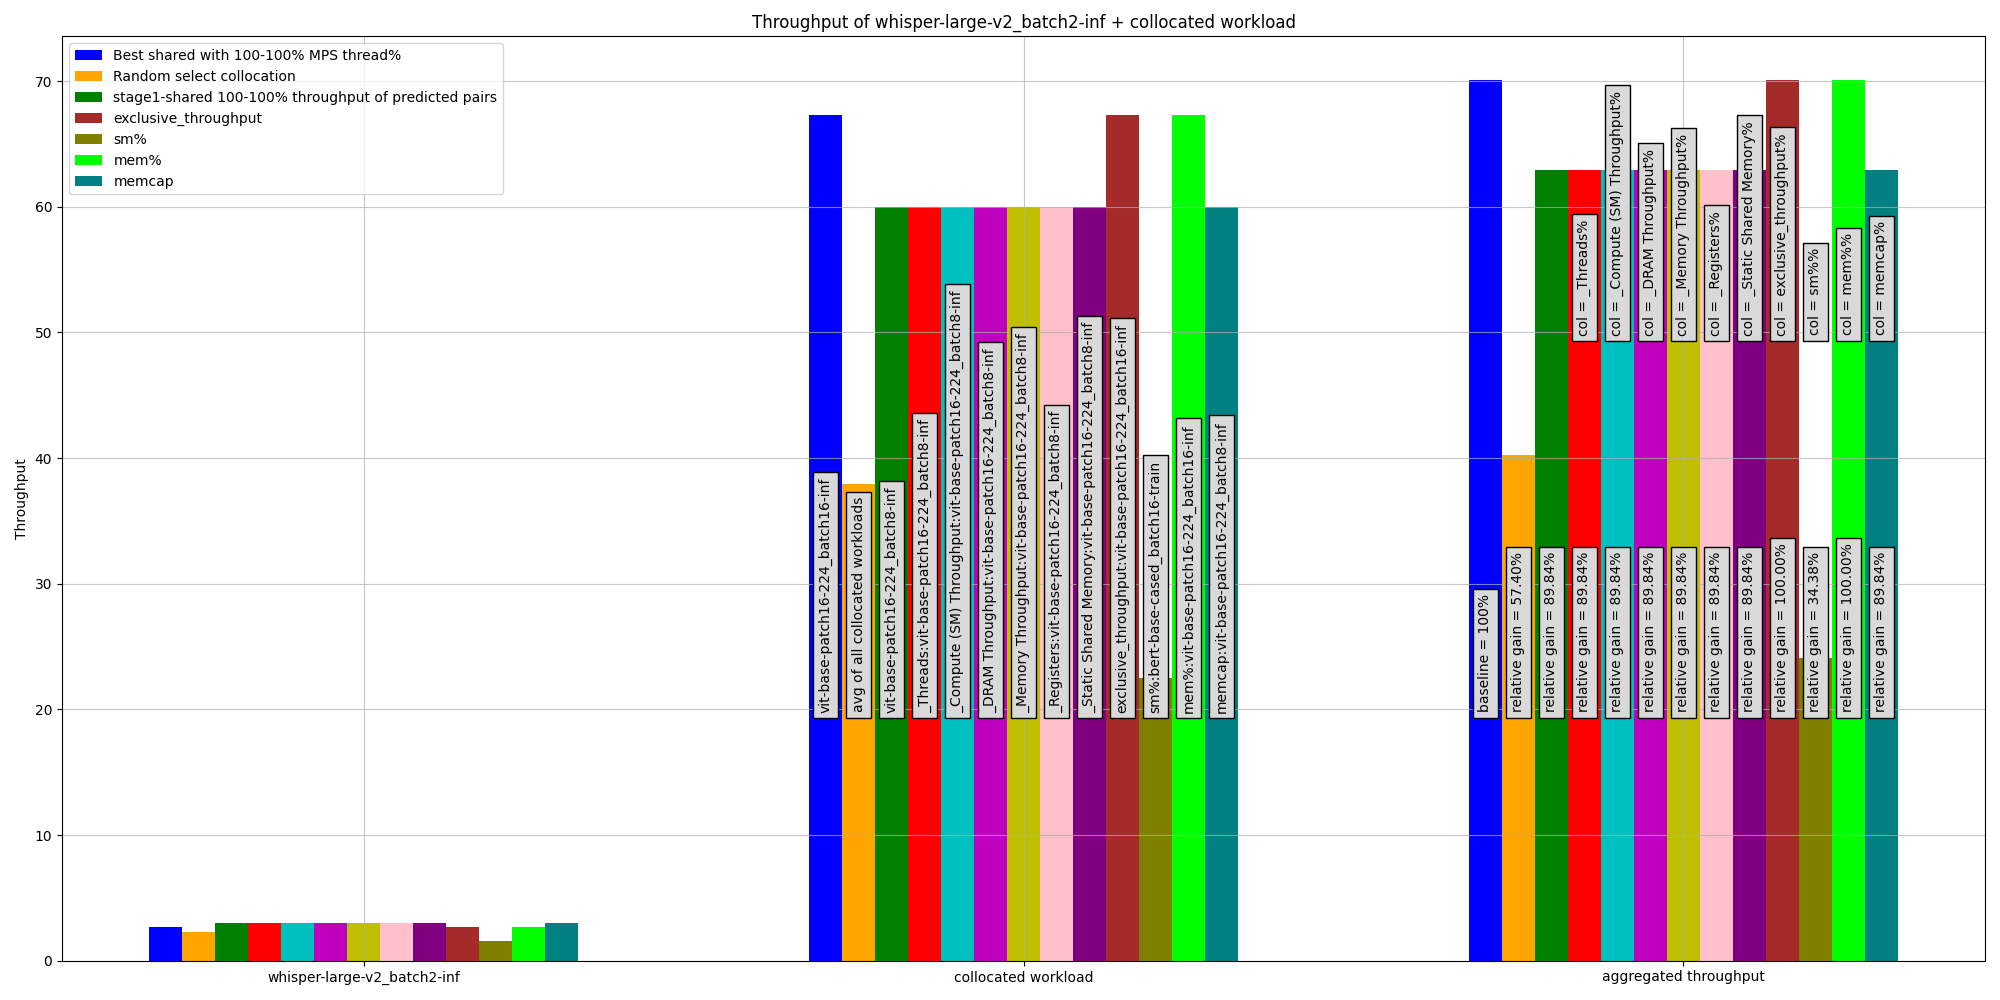 Throughput of whisper-large-v2_batch2-inf + collocated workload
Best shared with 100-100% MPS thread%
Random select collocation
stage1-shared 100-100% throughput of predicted pairs
exclusive_throughput
sm%
mem%
memcap
Throughput
70
60
50
40
30
20
10
0
vit-base-patch16-224_batch16-inf
avg of all collocated workloads
vit-base-patch16-224_batch8-inf
_Threads:vit-base-patch16-224_batch8-inf
_Compute (SM) Throughput:vit-base-patch16-224_batch8-inf
_DRAM Throughput:vit-base-patch16-224_batch8-inf
_Memory Throughput:vit-base-patch16-224_batch8-inf
_Registers:vit-base-patch16-224_batch8-inf
_Static Shared Memory:vit-base-patch16-224_batch8-inf
exclusive_throughput:vit-base-patch16-224_batch16-inf
sm%:bert-base-cased_batch16-train
mem%:vit-base-patch16-224_batch16-inf
memcap:vit-base-patch16-224_batch8-inf
col = _Threads%
col = _Compute (SM) Throughput%
col = _DRAM Throughput%
col = _Memory Throughput%
col = _Registers%
col = _Static Shared Memory%
col = exclusive_throughput%
col = sm%%
col = mem%%
col = memcap%
baseline = 100%
relative gain = 57.40%
relative gain = 89.84%
relative gain = 89.84%
relative gain = 89.84%
relative gain = 89.84%
relative gain = 89.84%
relative gain = 89.84%
relative gain = 89.84%
relative gain = 100.00%
relative gain = 34.38%
relative gain = 100.00%
relative gain = 89.84%
whisper-large-v2_batch2-inf
collocated workload
aggregated throughput